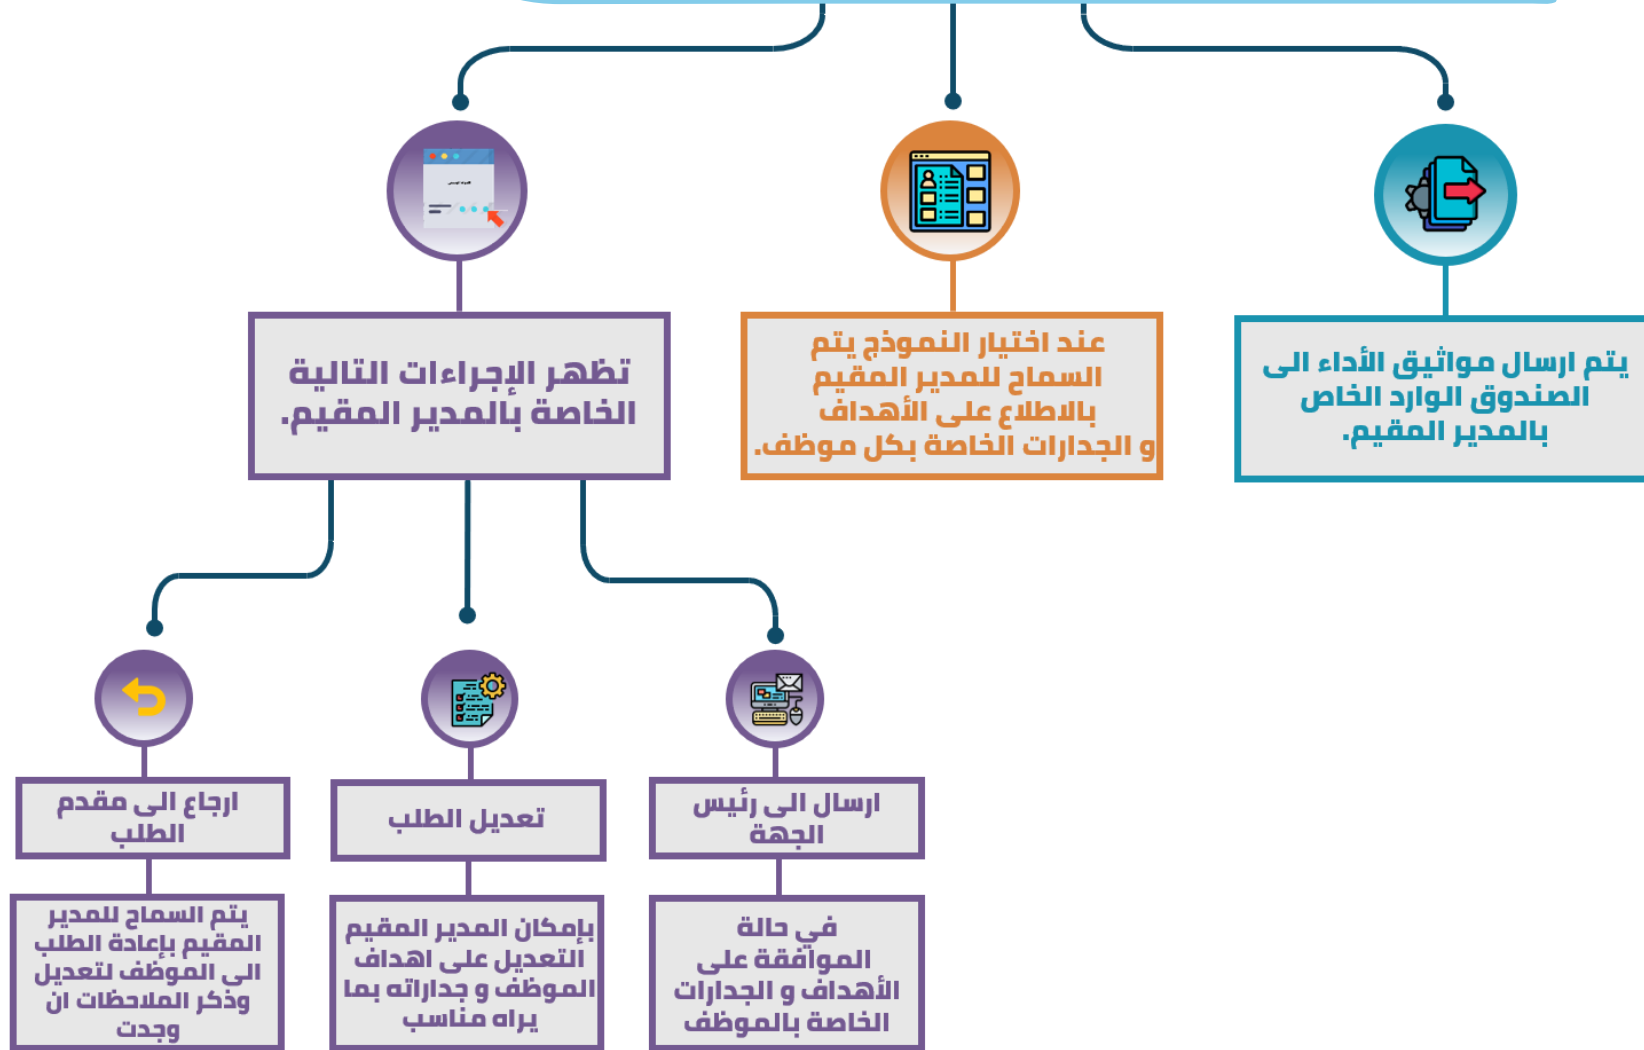 يتم ارسال مواثيق الأداء الى
الصندوق الوارد الخاص
بالمدير المقيم.
عند اختيار النموذج يتم
السماح للمدير المقيم
بالاطلاع على الأهداف
و الجدارات الخاصة بكل موظف.
تظهر الإجراءات التالية
الخاصة بالمدير المقيم.
ارسال الى رئيس
الجهة
في حالة
الموافقة على
الأهداف و الجدارات
الخاصة بالموظف
تعديل الطلب
بإمكان المدير المقيم
التعديل على اهداف
الموظف و جداراته بما
يراه مناسب
ارجاع الى مقدم
الطلب
يتم السماح للمدير
المقيم بإعادة الطلب
الى الموظف لتعديل
وذكر الملاحظات ان
وجدت